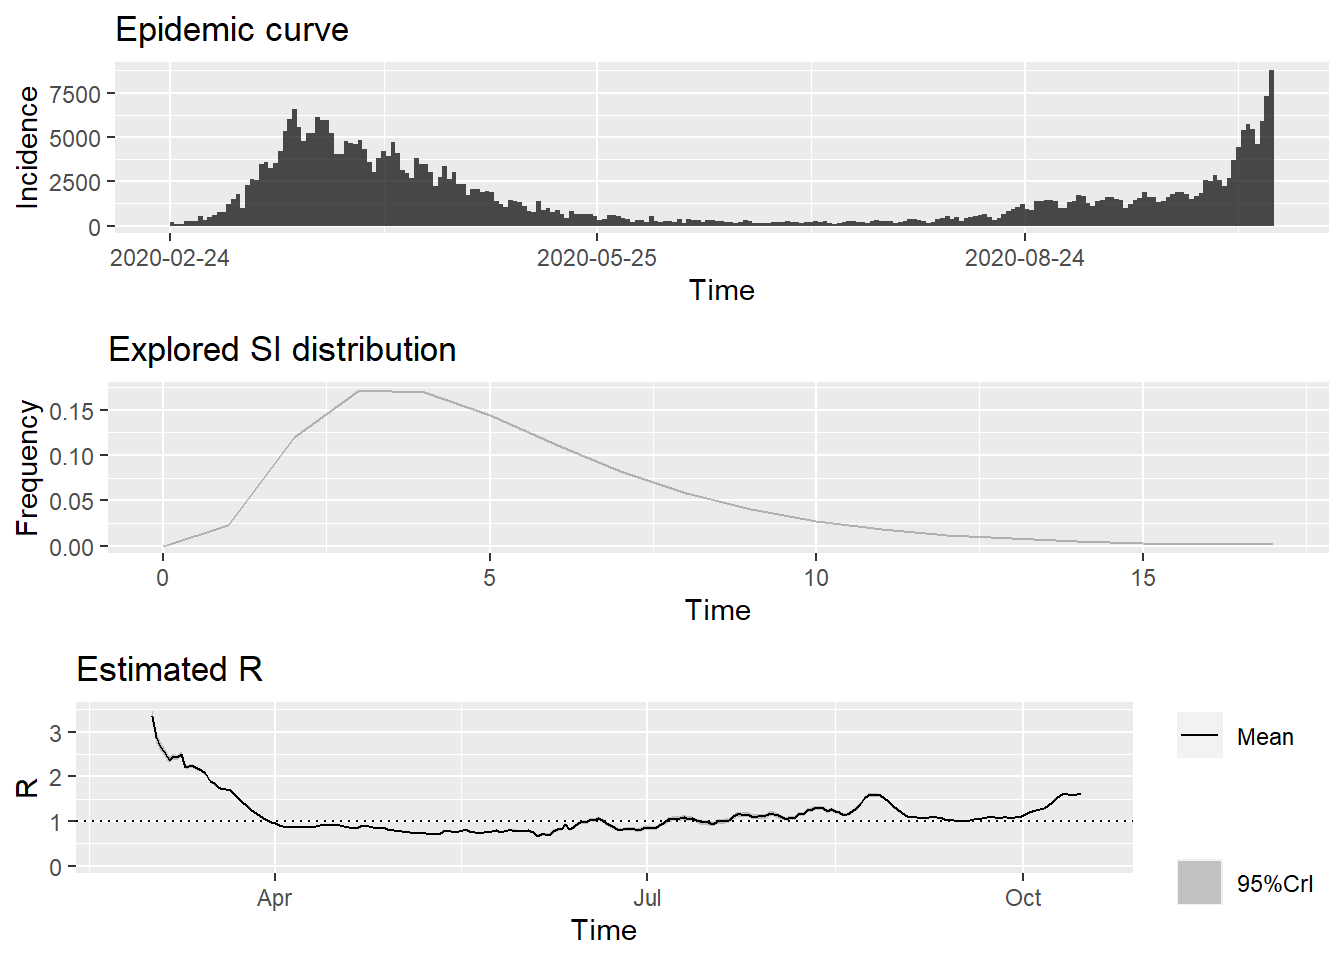 Epidemic curve
Incidence
7500
5000
2500
0
2020-02-24 2020-05-25 2020-08-24
Time
Explored SI distribution
Frequency
0.15
0.10
0.05
0.00
0 5 10 15
Time
Estimated R
R
3
2
1
0
Apr Jul Oct
Time
Mean
95%CrI